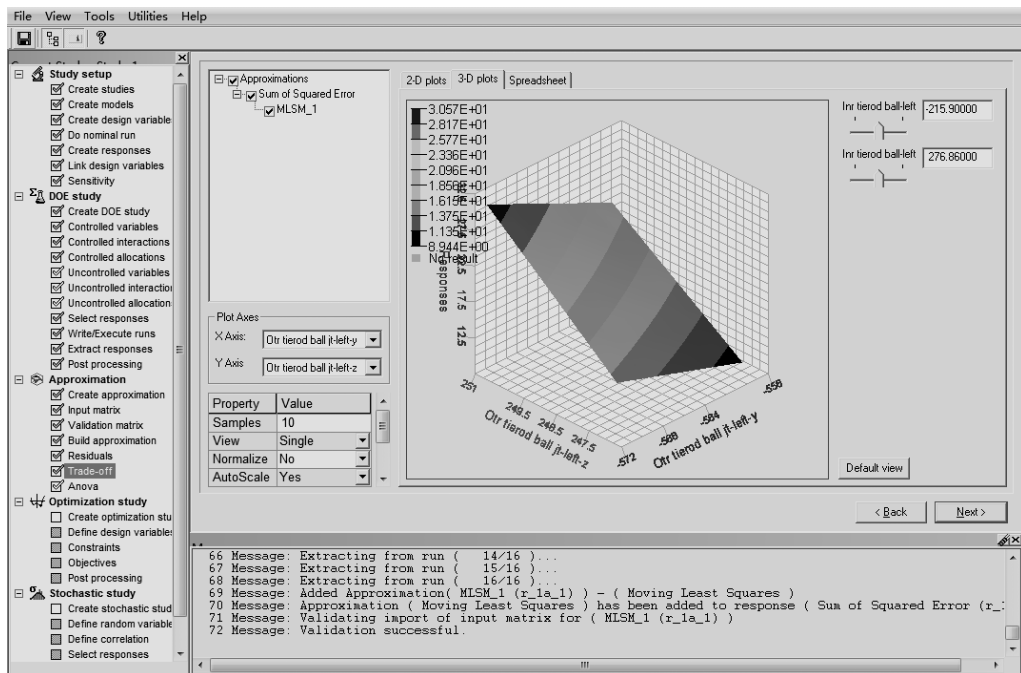 File View Tools Utilities Help
Study setup
Create studies
Create models
Create design variable
Do nominal run
Create responses
Link design variables
Sensitivity
DOE study
Create DOE study
Controlled variables
Controlled interactions
Controlled allocations
Uncontrolled variables
Uncontrolled interaction
Uncontrolled allocation
Select responses
Write/Execute runs
Extract responses
Post processing
Approximation
Create approximation
Input matrix
Validation matrix
Build approximation
Residuals
Trade-off
Anova
Optimization study
Create optimization stu
Define design variable
Constraints
Objectives
Post processing
Stochastic study
Create stochastic stud
Define random variable
Define correlation
Select responses
Approximations
Sum of Squared Error
MLSM_1
Plot Axes
X Axis: Otr tierod ball jt-left-y
Y Axis Otr tierod ball jt-left-z
Property Value
Samples 10
View Single
Normalize No
AutoScale Yes
2-D plots 3-D plots Spreadsheet
3.057E+01
2.817E+01
2.577E+01
2.336E+01
2.096E+01
1.856E+01
1.615E+01
1.375E+01
1.135E+01
8.944E+00
No result
Responses
17.5
12.5
251
249.5
248.5
247.5
Otr tierod ball jt-left-z
-572
-568
-564
-558
Otr tierod ball jt-left-y
Inr tierod ball-left -215.90000
Inr tierod ball-left 276.86000
Default view
< Back Next >
66 Message: Extracting from run ( 14/16 )...
67 Message: Extracting from run ( 15/16 )...
68 Message: Extracting from run ( 16/16 )...
69 Message: Added Approximation( MLSM_1 (r_1a_1) ) - ( Moving Least Squares )
70 Message: Approximation ( Moving Least Squares ) has been added to response ( Sum of Squared Error (r_
71 Message: Validating import of input matrix for ( MLSM_1 (r_1a_1) )
72 Message: Validation successful.